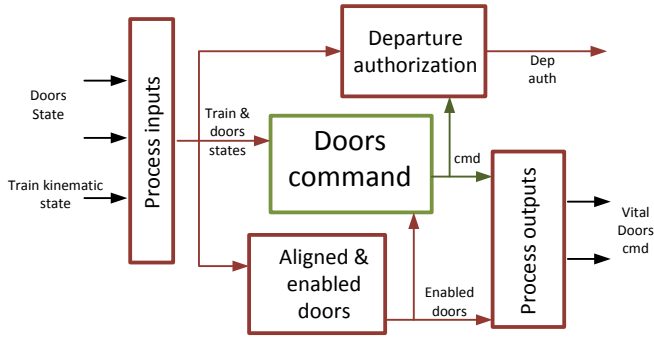 Doors
State
Train kinematic
state
Process inputs
Train &
doors
states
Departure
authorization
Dep
auth
Doors
command
cmd
Aligned &
enabled
doors
Enabled
doors
Process outputs
Vital
Doors
cmd